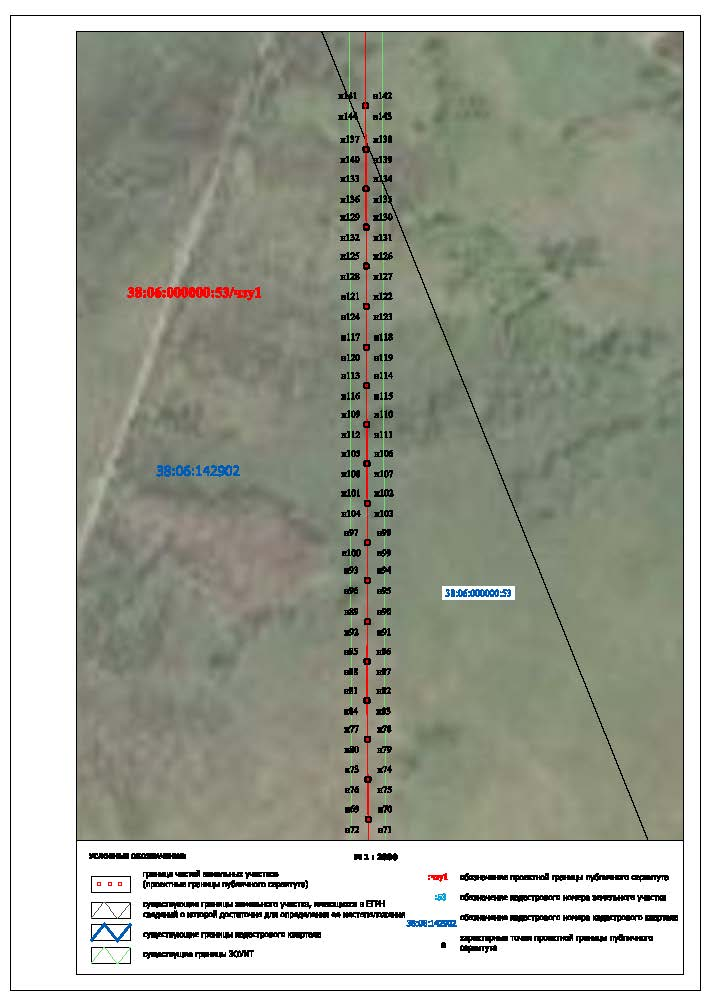 н141 н142
н144 н143
н137 н138
н140 н139
н133 н134
н136 н135
н129 н130
н132 н131
н125 н126
н128 н127
38:06:000000:53/чзу1
н121 н122
н124 н123
н117 н118
н120 н119
н113 н114
н116 н115
н109 н110
н112 н111
н105 н106
38:06:142902
н108 н107
н101 н102
н104 н103
н97 н98
н100 н99
н93 н94
н96 н95
38:06:000000:53
н89 н90
н92 н91
н85 н86
н88 н87
н81 н82
н84 н83
н77 н78
н80 н79
н73 н74
н76 н75
н69 н70
н72 н71
Условные обозначения:
М 1 : 2000
граница частей земельных участков
(проектные границы публичного сервитута)
существующие границы земельного участка, имеющиеся в ЕГРН
сведения о которой достаточны для определения ее местоположения
существующие границы кадастрового квартала
существущие границы ЗОУИТ
:чзу1 обозначение проектной границы публичного сервитута
:53 обозначение кадастрового номера земельного участка
38:06:142902 обозначение кадастрового номера кадастрового квартала
н характерные точки проектной границы публичного
сервитута